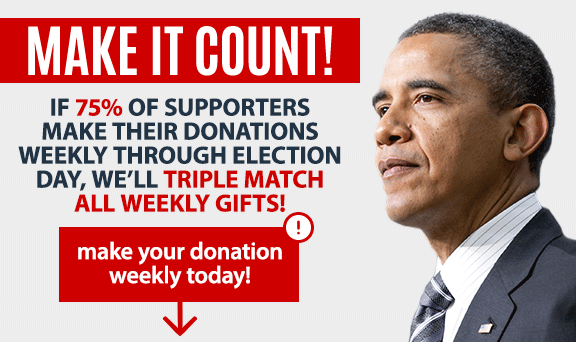 MAKE IT COUNT!
IF 75% OF SUPPORTERS
MAKE THEIR DONATIONS
WEEKLY THROUGH ELECTION
DAY, WE'LL TRIPLE MATCH
ALL WEEKLY GIFTS!
!
make your donation
weekly today!